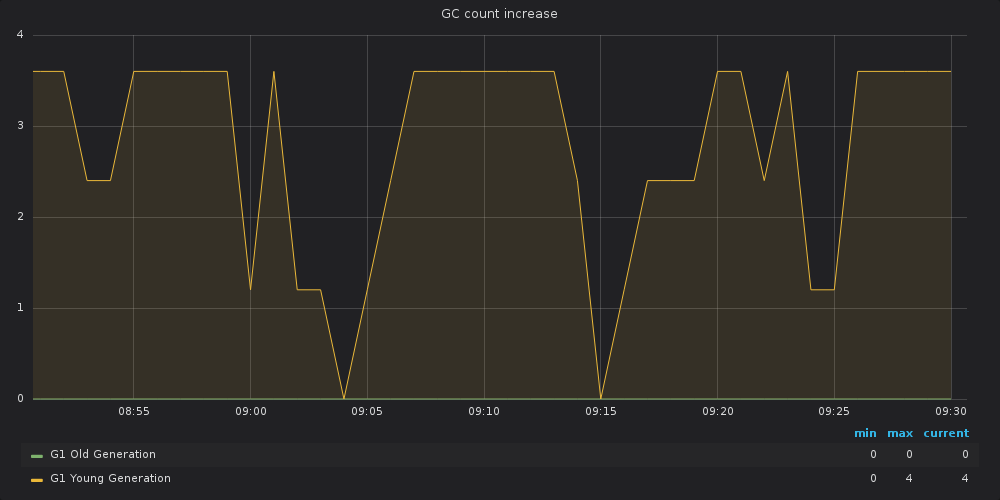 GC count increase
4
3
2
1
0
08:55 09:00 09:05 09:10 09:15 09:20 09:25 09:30
min max current
G1 Old Generation 0 0 0
G1 Young Generation 0 4 4